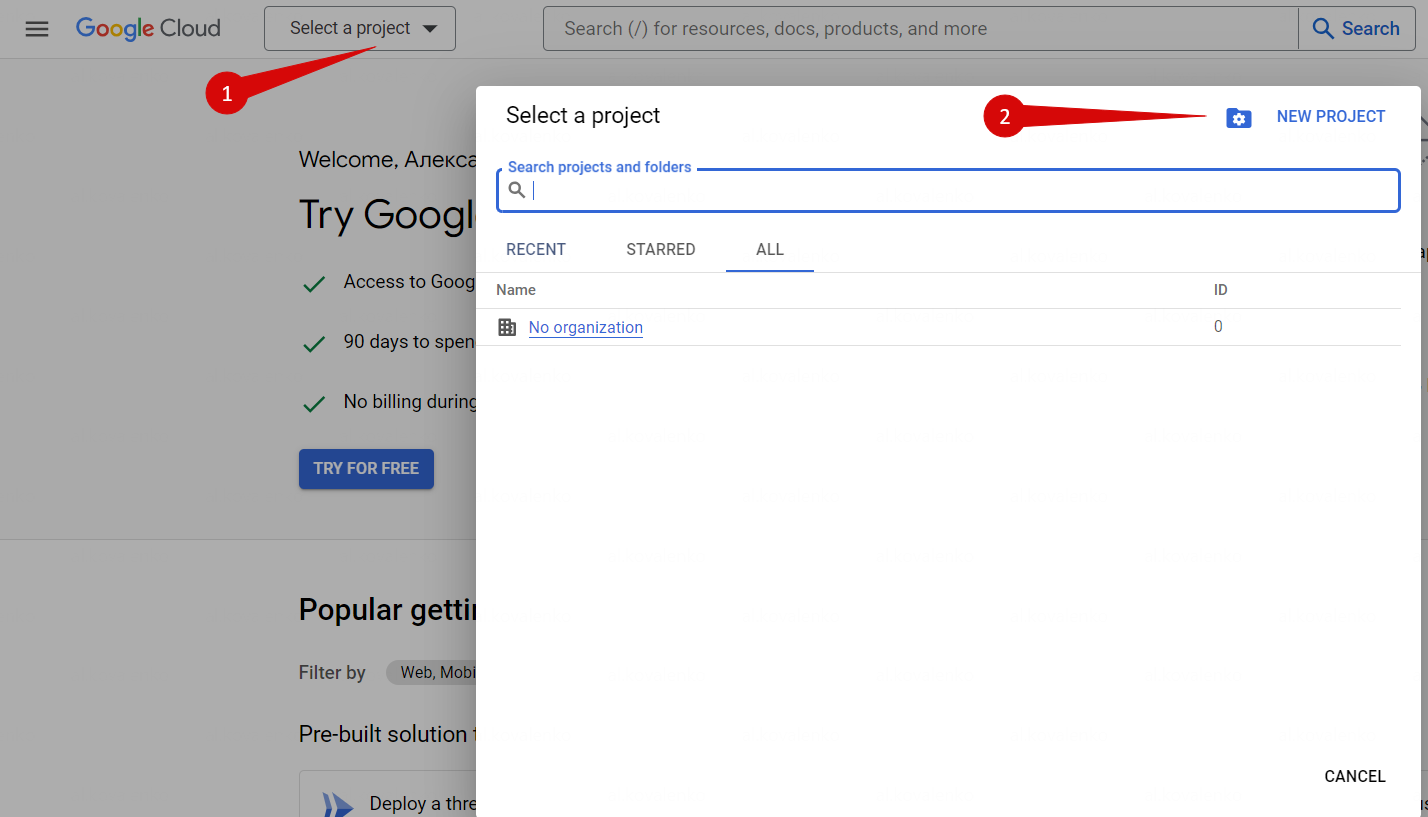 Google Cloud
Select a project
Search (/) for resources, docs, products, and more
Search
1
Select a project
2
NEW PROJECT
Welcome, Алекса
Search projects and folders
Try Googl
RECENT
STARRED
ALL
Access to Goog
Name
ID
No organization
0
90 days to spen
No billing during
TRY FOR FREE
Popular gettin
Filter by
Web, Mobi
Pre-built solution
CANCEL
Deploy a thre